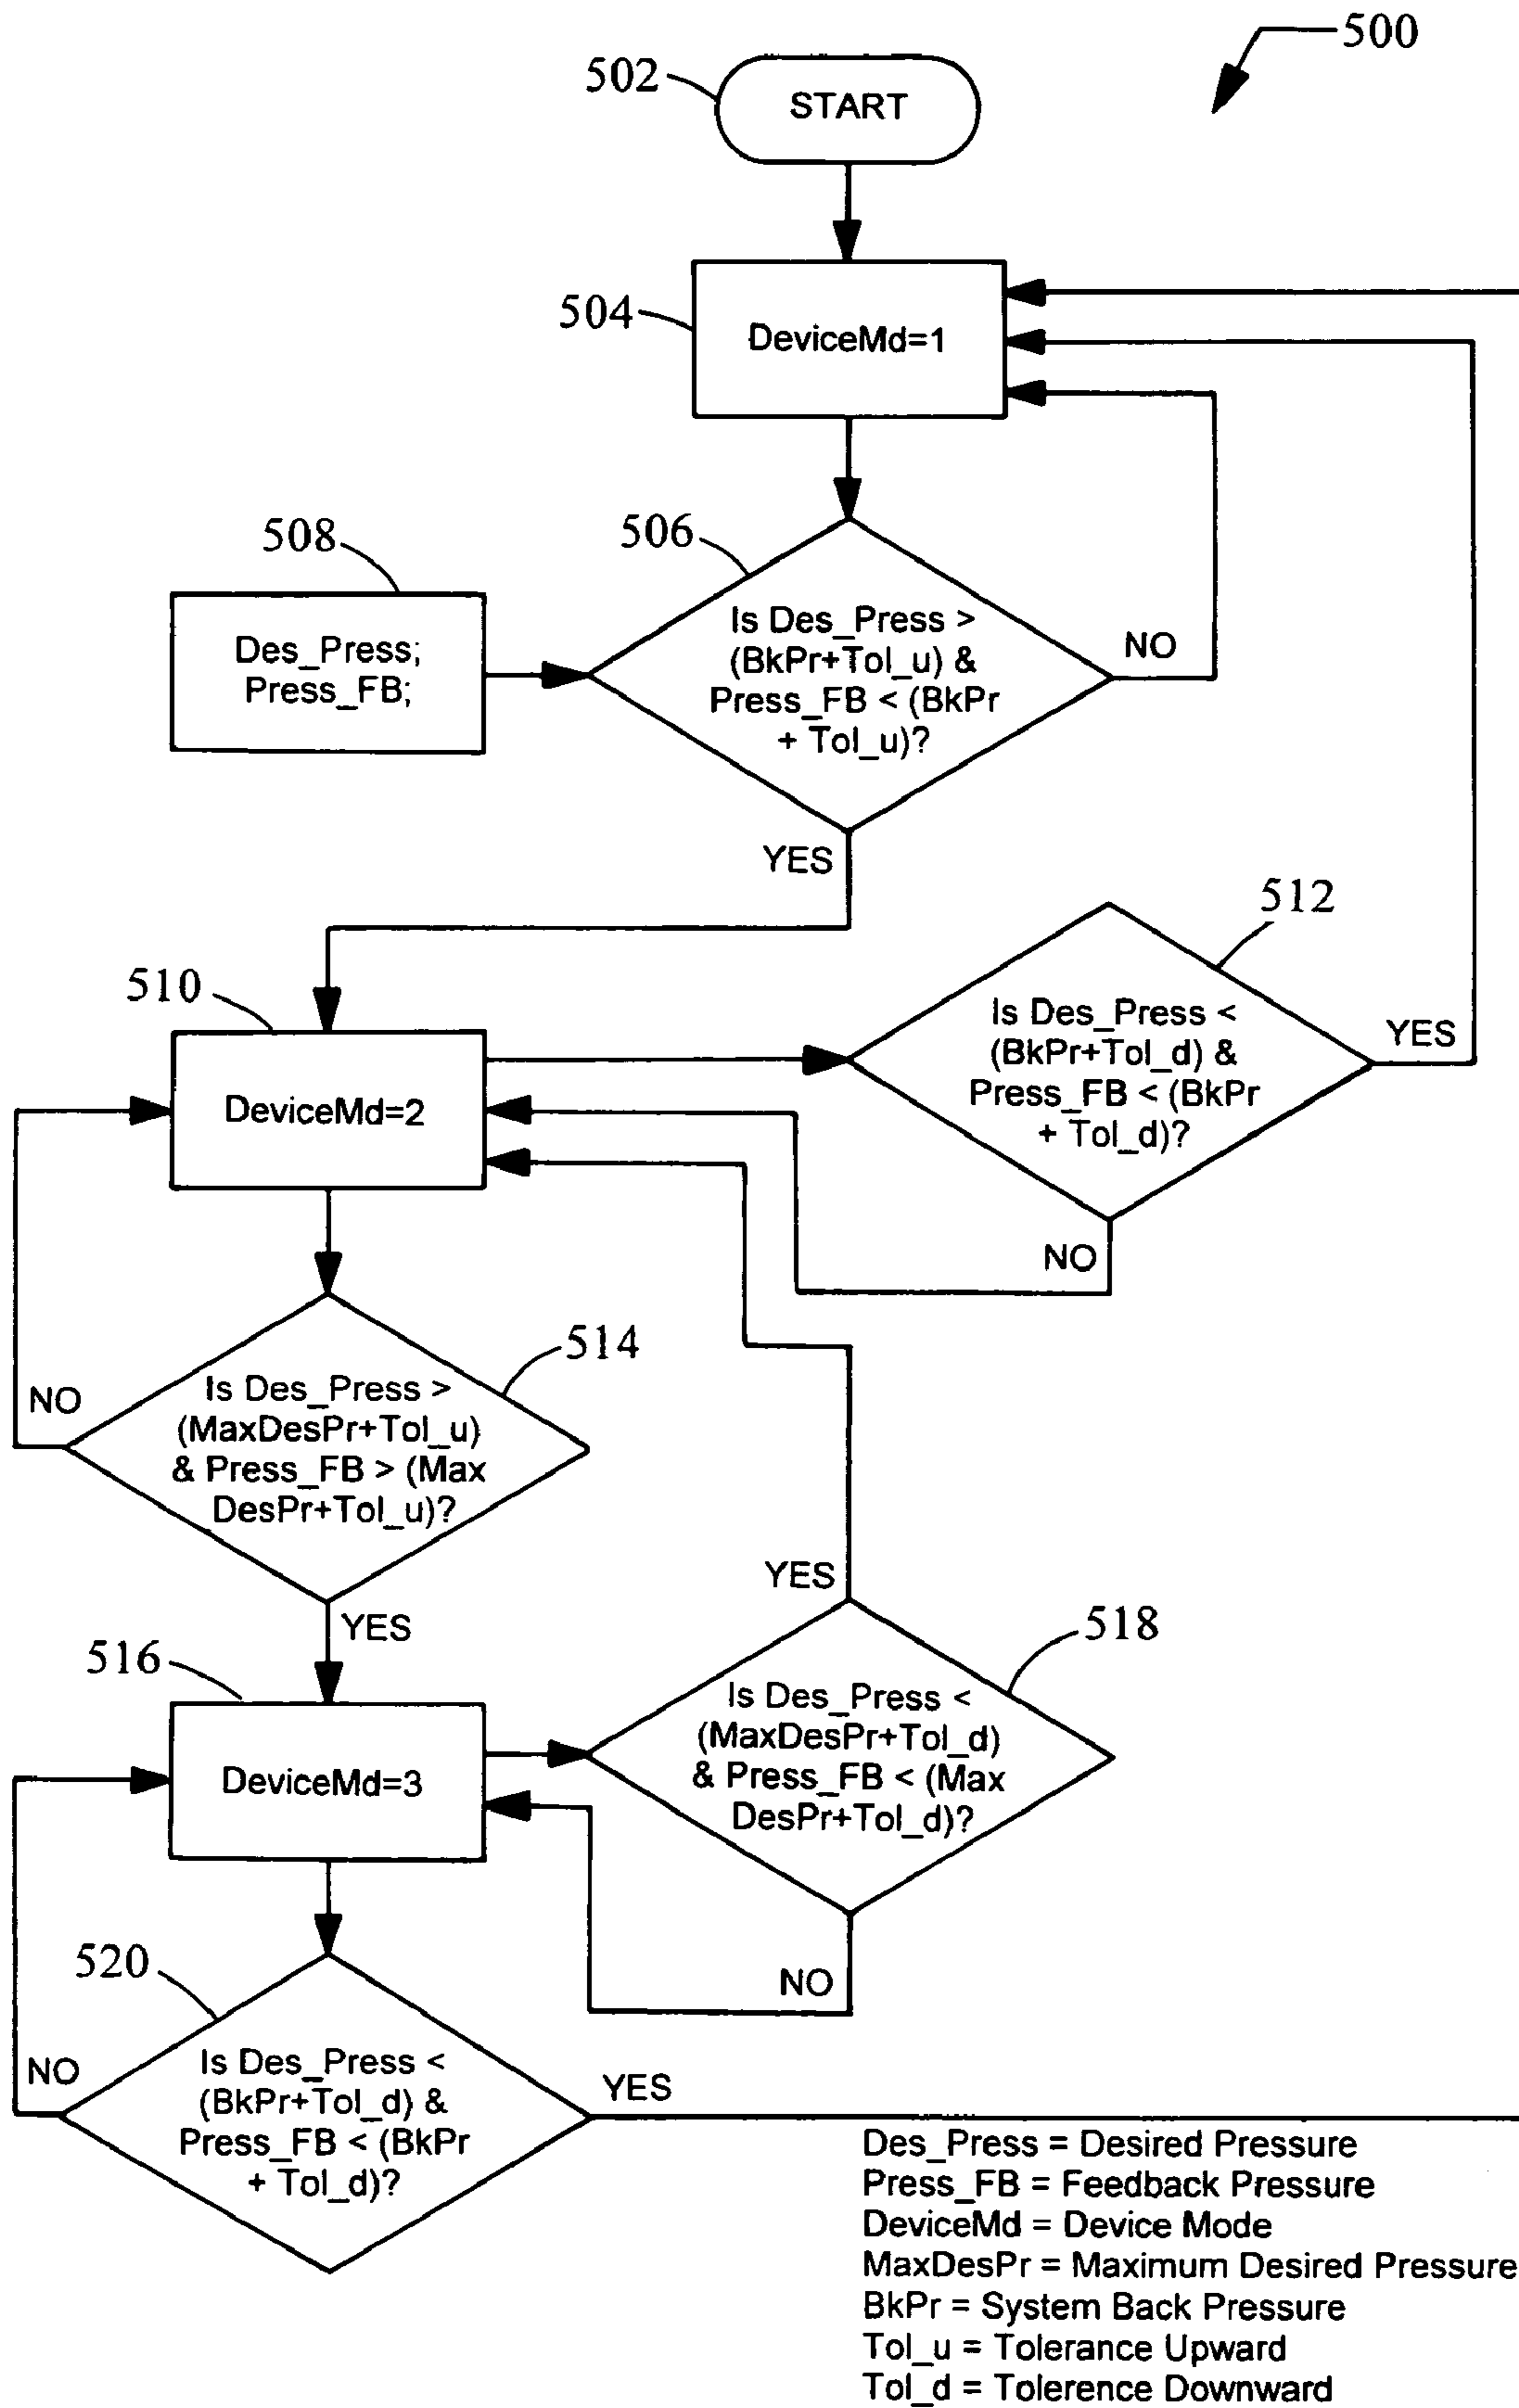 500
502
START
504
DeviceMd=1
508
506
Des_Press;
Press_FB;
Is Des_Press >
(BkPr+Tol_u) &
Press_FB < (BkPr
+ Tol_u)?
NO
YES
512
510
Is Des_Press <
(BkPr+Tol_d) &
Press_FB < (BkPr
+ Tol_d)?
YES
DeviceMd=2
NO
514
NO
Is Des_Press >
(MaxDesPr+Tol_u)
& Press_FB > (Max
DesPr+Tol_u)?
YES
YES
518
516
Is Des_Press <
(MaxDesPr+Tol_d)
& Press_FB < (Max
DesPr+Tol_d)?
DeviceMd=3
NO
520
NO
Is Des_Press <
(BkPr+Tol_d) &
Press_FB < (BkPr
+ Tol_d)?
YES
Des_Press = Desired Pressure
Press_FB = Feedback Pressure
DeviceMd = Device Mode
MaxDesPr = Maximum Desired Pressure
BkPr = System Back Pressure
Tol_u = Tolerance Upward
Tol_d = Tolerence Downward